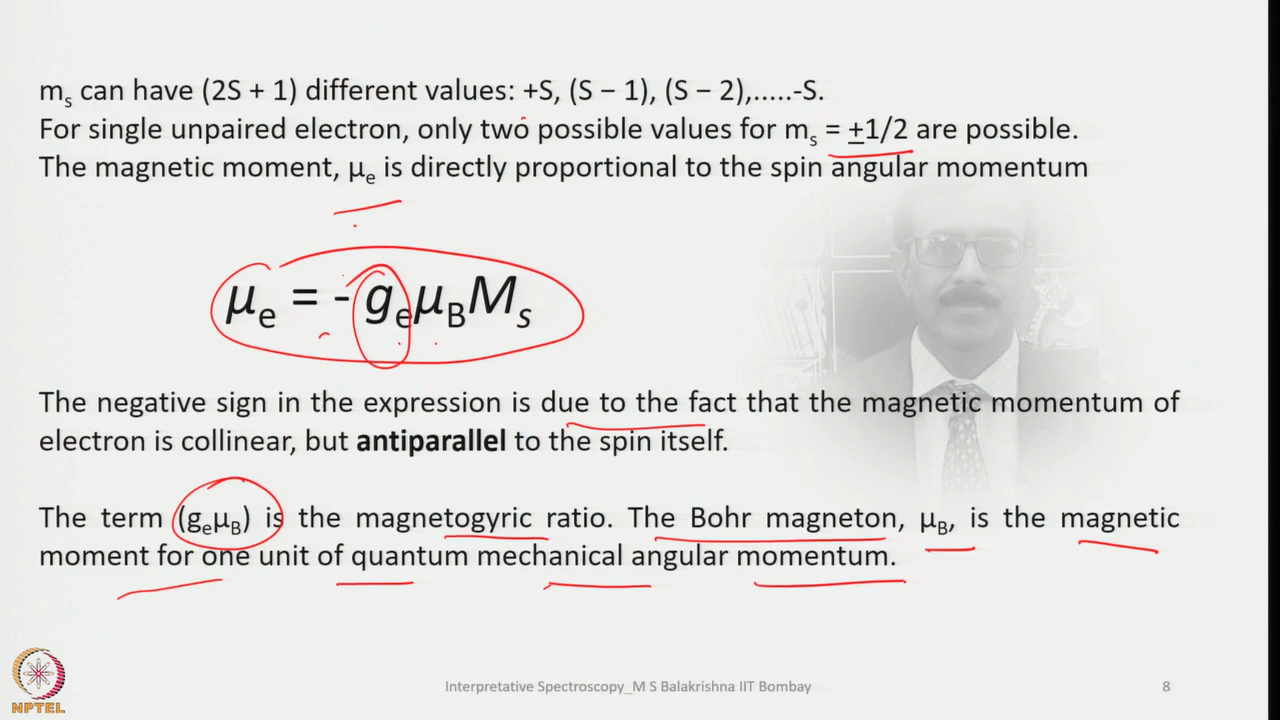 mₛ can have (2S + 1) different values: +S, (S − 1), (S − 2),.....-S.
For single unpaired electron, only two possible values for mₛ = ±1/2 are possible.
The magnetic moment, μₑ is directly proportional to the spin angular momentum
μₑ = - gₑμ_BMₛ
The negative sign in the expression is due to the fact that the magnetic momentum of
electron is collinear, but antiparallel to the spin itself.
The term (gₑμ_B) is the magnetogyric ratio. The Bohr magneton, μ_B, is the magnetic
moment for one unit of quantum mechanical angular momentum.
NPTEL
Interpretative Spectroscopy_M S Balakrishna IIT Bombay
8